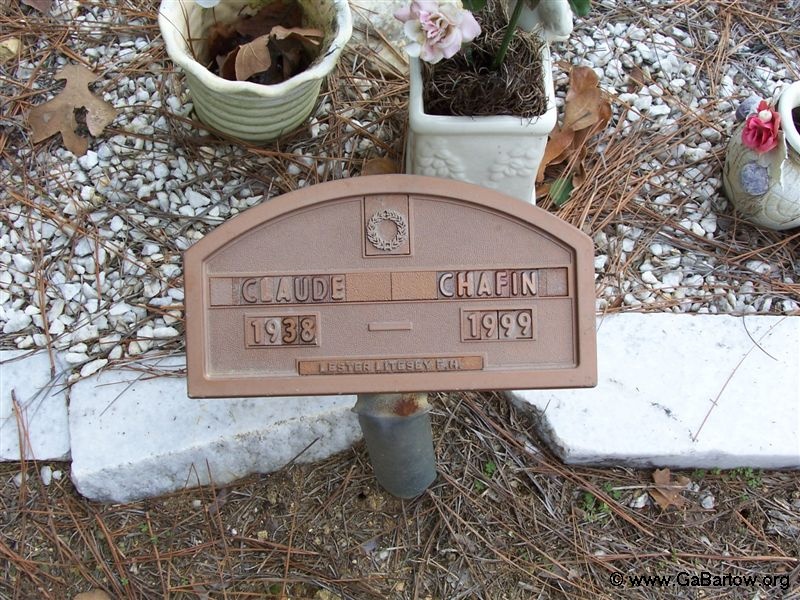 CLAUDE CHAFIN
1938 — 1999
LESTER LITESEY F.H.
© www.GaBartow.org